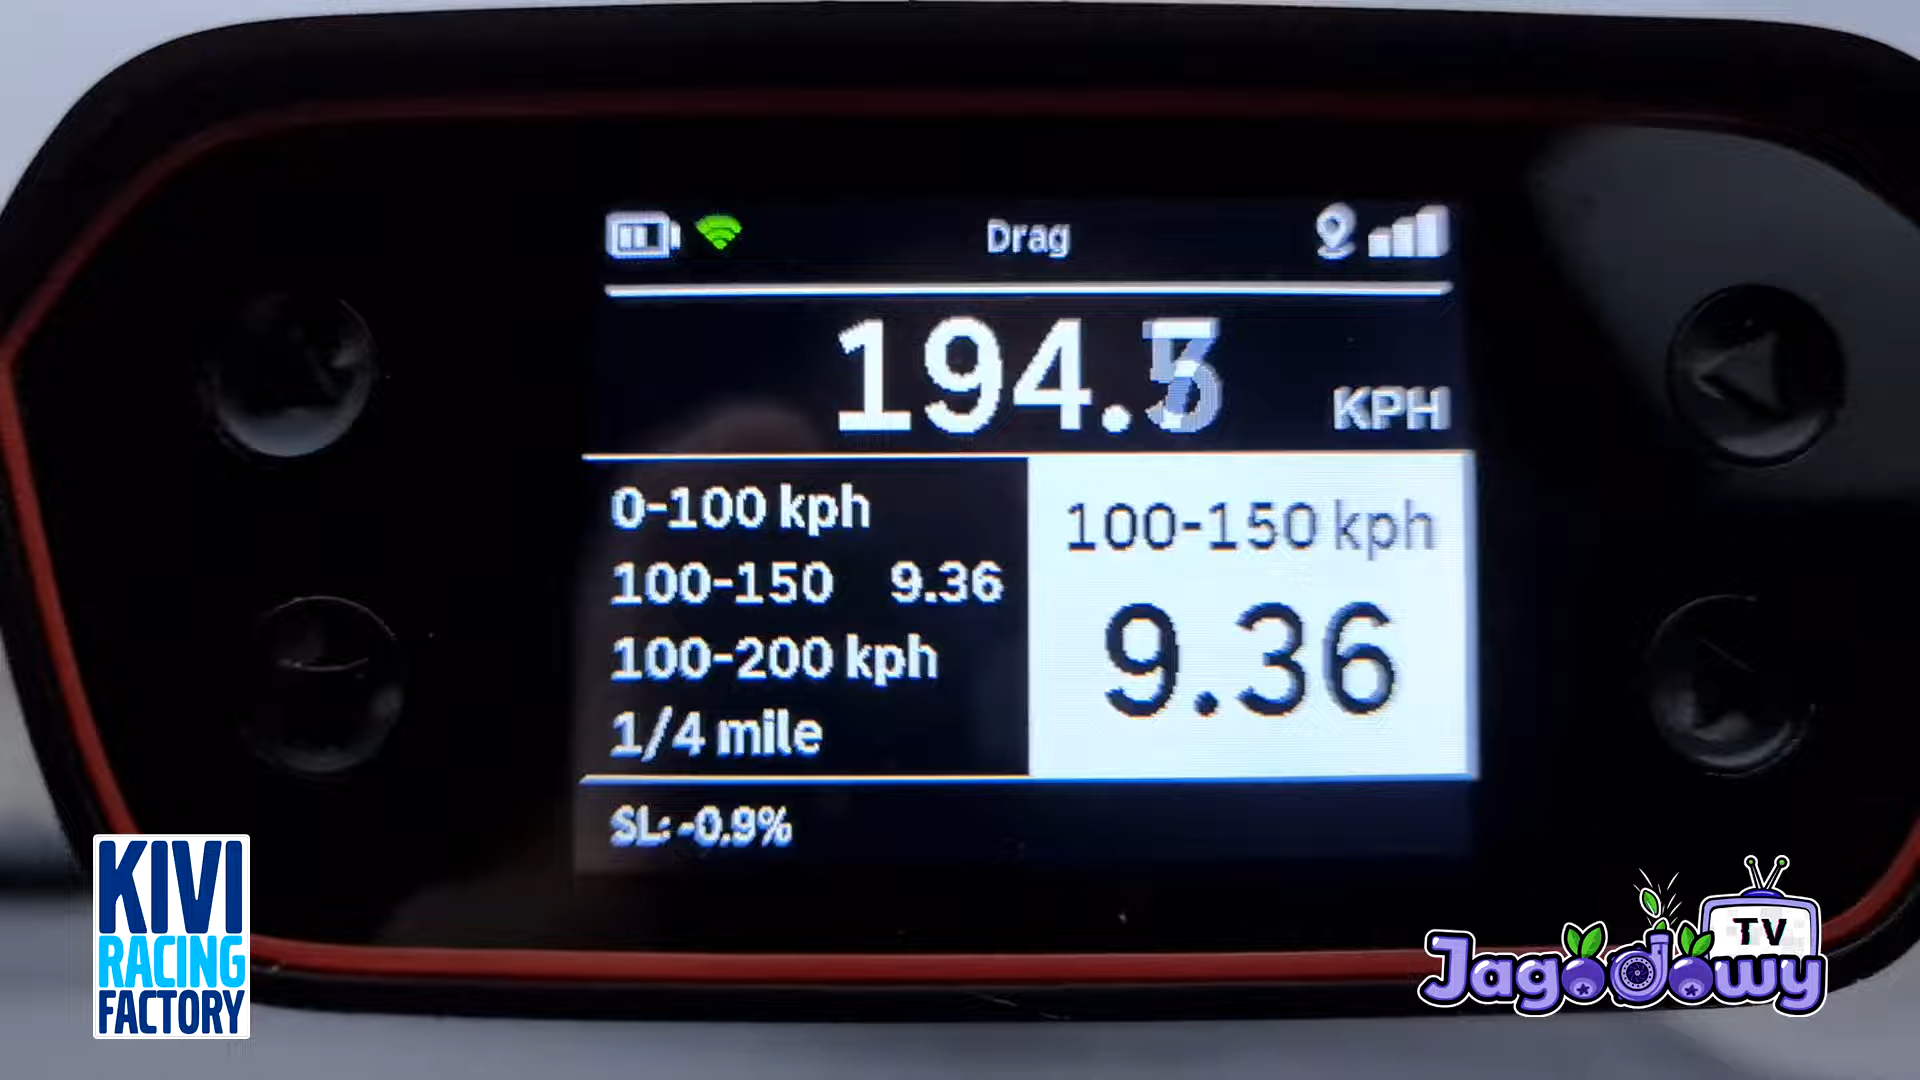 Drag
194.
KPH
0-100 kph
100-150 9.36
100-200 kph
1/4 mile
100-150 kph
9.36
SL: -0.9%
KIVI
RACING
FACTORY
Jagodowy
TV